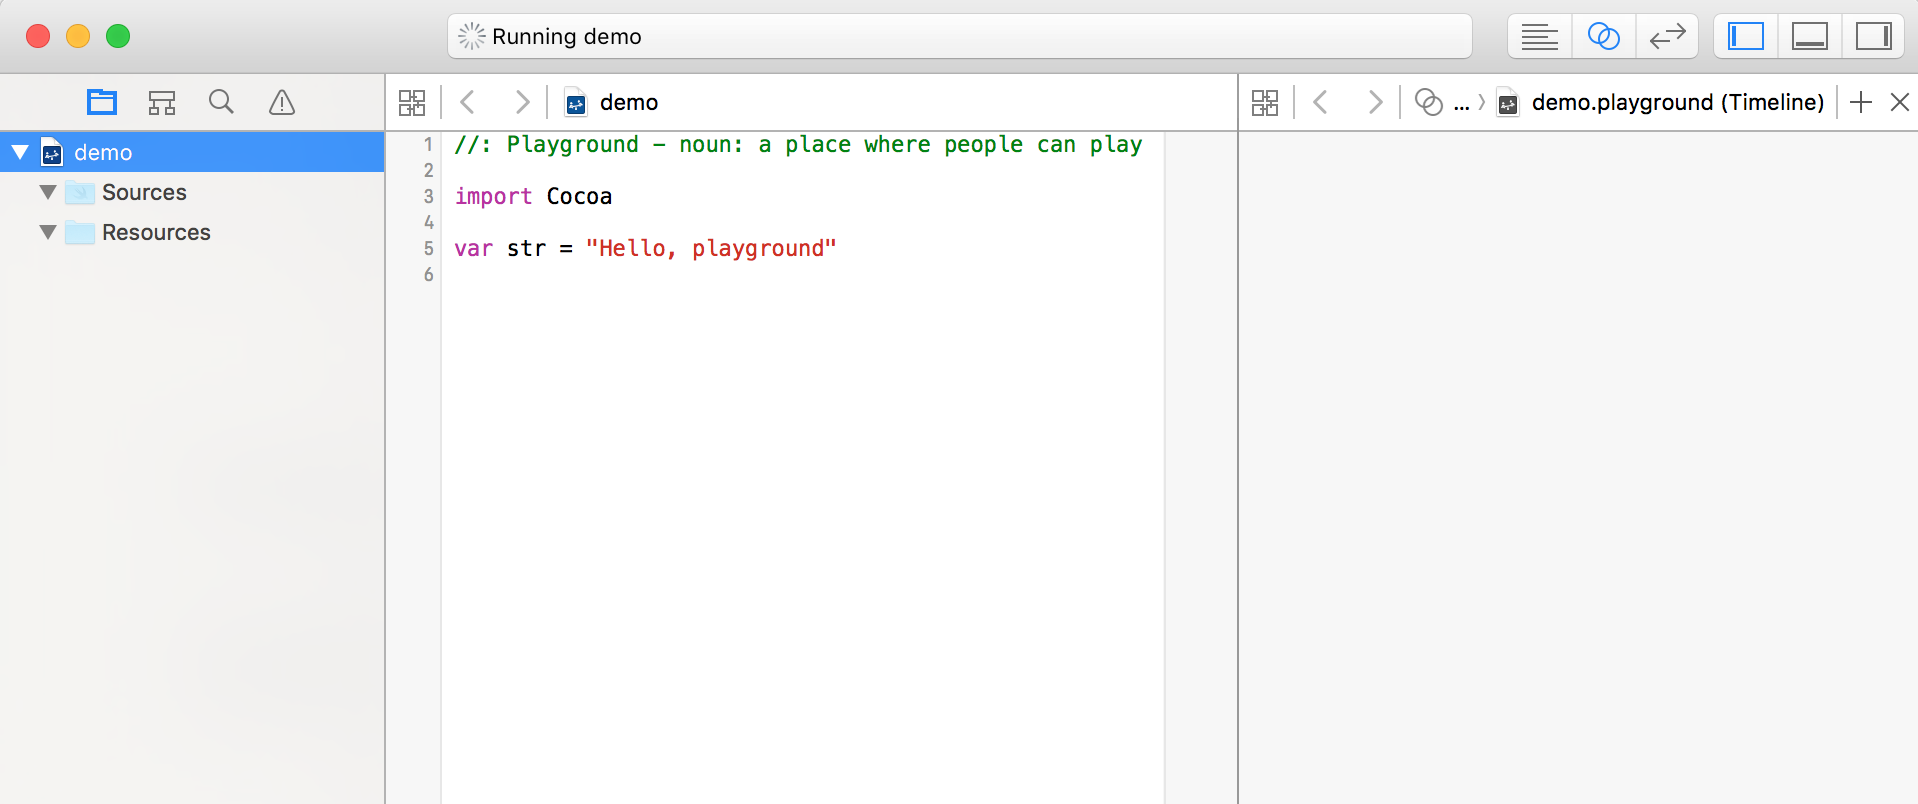 Running demo
demo
... 〉 demo.playground (Timeline)
demo
Sources
Resources
1 //: Playground - noun: a place where people can play
2
3 import Cocoa
4
5 var str = "Hello, playground"
6